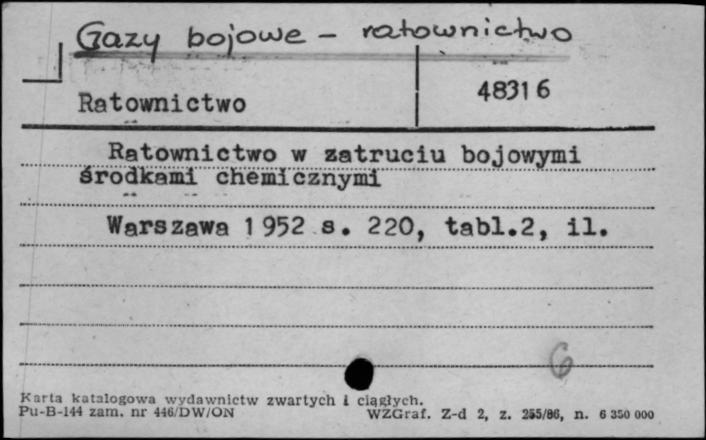 Gazy bojowe - ratownictwo
Ratownictwo
48316
Ratownictwo w zatruciu bojowymi
środkami chemicznymi
Warszawa 1952 s. 220, tabl.2, il.
6
Karta katalogowa wydawnictw zwartych i ciągłych.
Pu-B-144 zam. nr 446/DW/ON WZGraf. Z-d 2, z. 255/86, n. 6 350 000